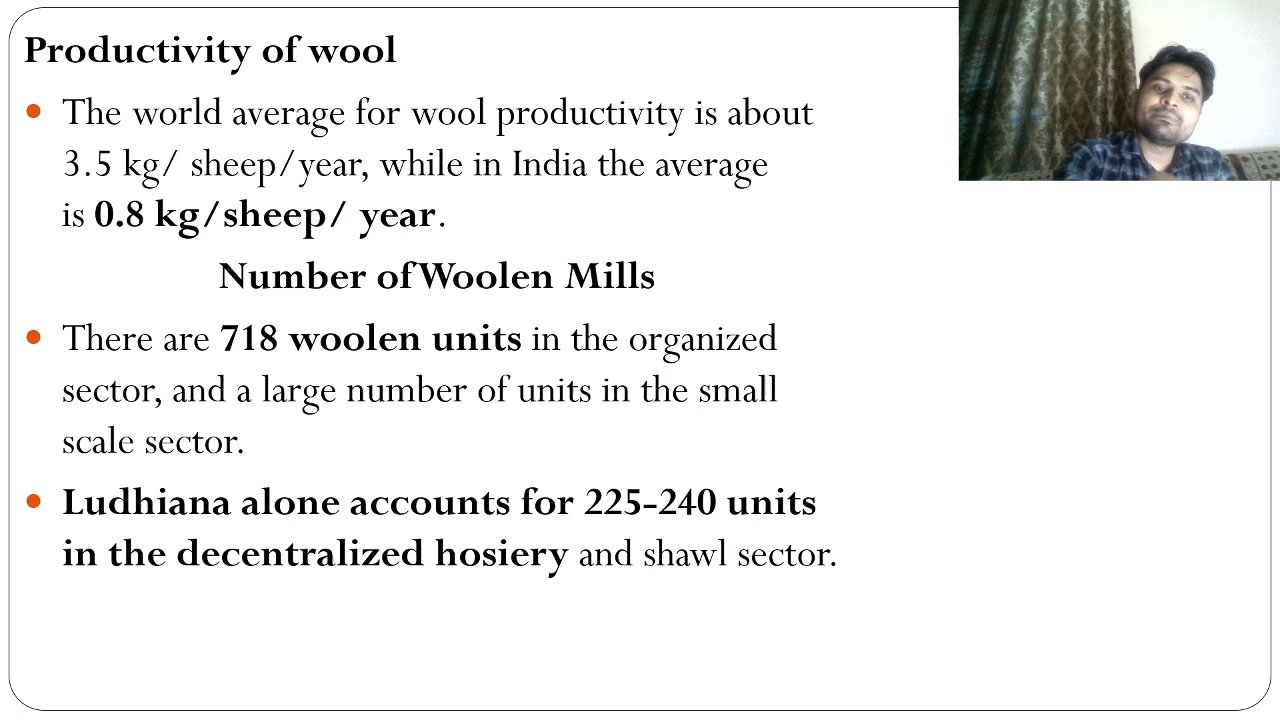 Productivity of wool
• The world average for wool productivity is about
3.5 kg/ sheep/year, while in India the average
is 0.8 kg/sheep/ year.
Number of Woolen Mills
• There are 718 woolen units in the organized
sector, and a large number of units in the small
scale sector.
• Ludhiana alone accounts for 225-240 units
in the decentralized hosiery and shawl sector.